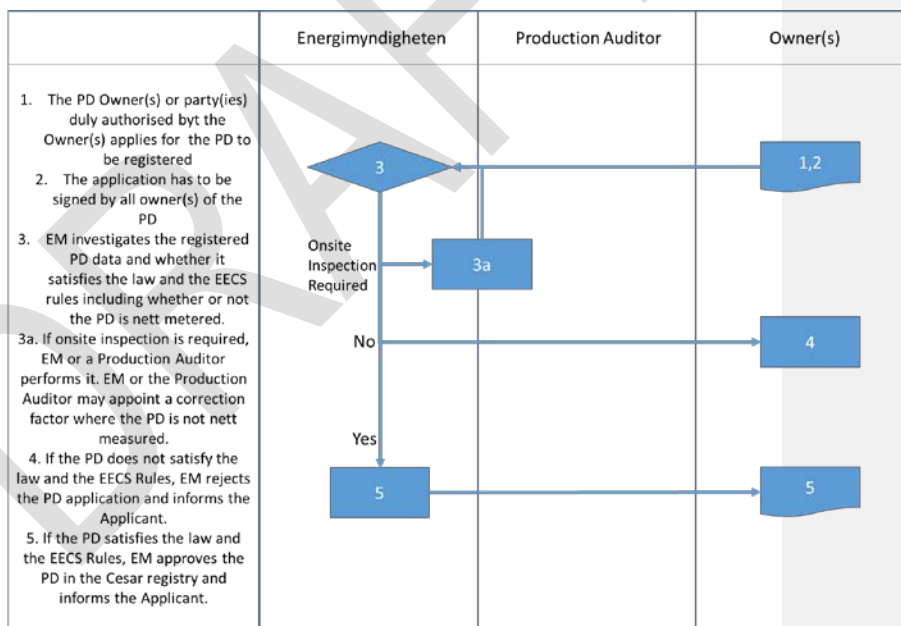 Energimyndigheten
Production Auditor
Owner(s)
1. The PD Owner(s) or party(ies)
duly authorised byt the
Owner(s) applies for the PD to
be registered
2. The application has to be
signed by all owner(s) of the
PD
3. EM investigates the registered
PD data and whether it
satisfies the law and the EECS
rules including whether or not
the PD is nett metered.
3a. If onsite inspection is required,
EM or a Production Auditor
performs it. EM or the Production
Auditor may appoint a correction
factor where the PD is not nett
measured.
4. If the PD does not satisfy the
law and the EECS Rules, EM rejects
the PD application and informs the
Applicant.
5. If the PD satisfies the law and
the EECS Rules, EM approves the
PD in the Cesar registry and
informs the Applicant.
3
1,2
Onsite
Inspection
Required
3a
No
4
Yes
5
5
DRAFT